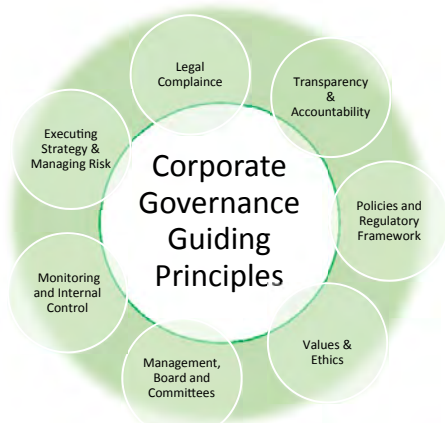 Legal
Complaince
Transparency
&
Accountability
Executing
Strategy &
Managing Risk
Corporate
Governance
Guiding
Principles
Policies and
Regulatory
Framework
Monitoring
and Internal
Control
Values &
Ethics
Management,
Board and
Committees